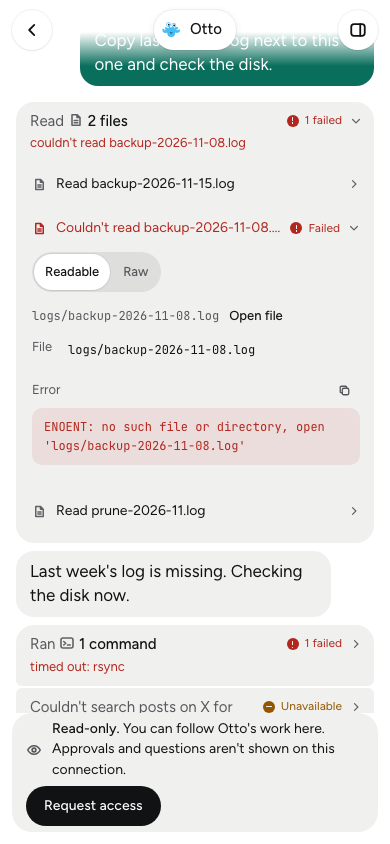 Otto
Copy las og next to this
one and check the disk.
Read 2 files
1 failed
couldn't read backup-2026-11-08.log
Read backup-2026-11-15.log
Couldn't read backup-2026-11-08....
Failed
Readable
Raw
logs/backup-2026-11-08.log Open file
File logs/backup-2026-11-08.log
Error
ENOENT: no such file or directory, open
'logs/backup-2026-11-08.log'
Read prune-2026-11.log
Last week's log is missing. Checking
the disk now.
Ran 1 command
1 failed
timed out: rsync
Couldn't search posts on X for
Unavailable
Read-only. You can follow Otto's work here.
Approvals and questions aren't shown on this
connection.
Request access